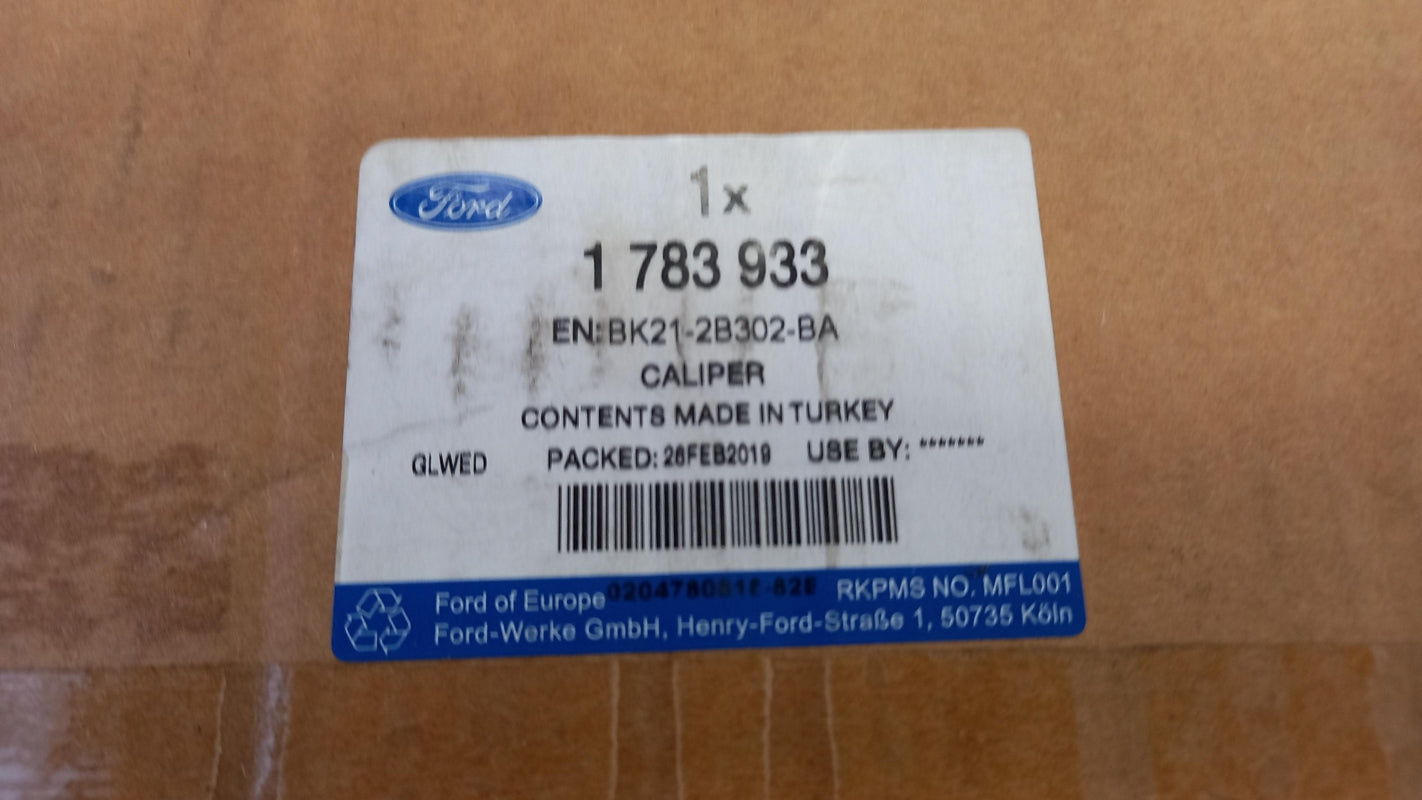 Ford
1x
1 783 933
EN: BK21-2B302-BA
CALIPER
CONTENTS MADE IN TURKEY
GLWED PACKED: 26FEB2019 USE BY: *******
Ford of Europe RKPMS NO. MFL001
Ford-Werke GmbH, Henry-Ford-Straße 1, 50735 Köln